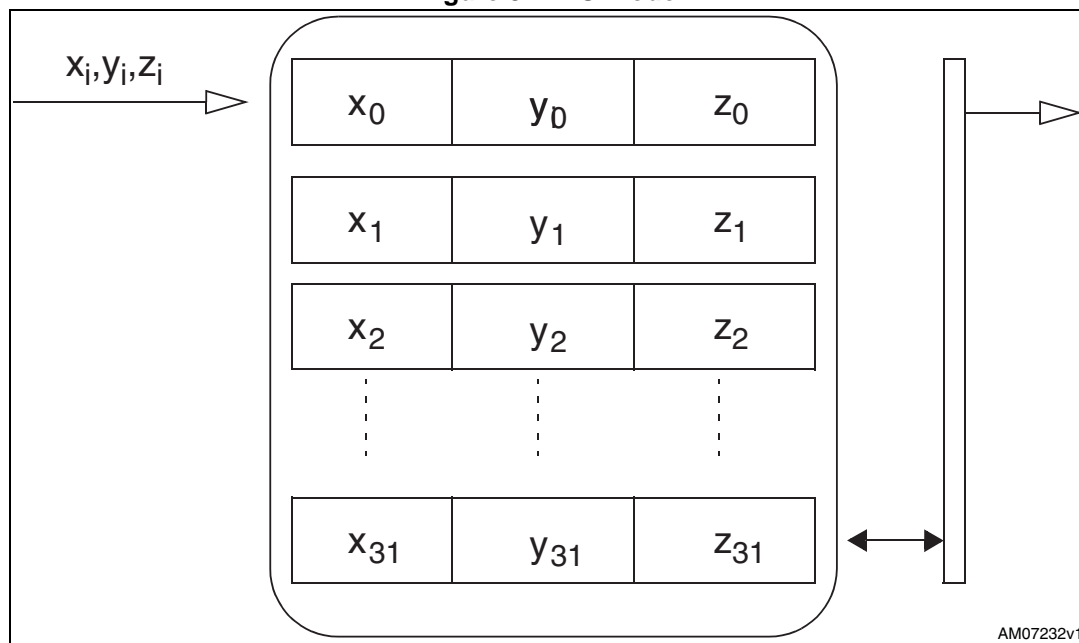 xi,yi,zi
x0 y0 z0
x1 y1 z1
x2 y2 z2
x31 y31 z31
AM07232v1